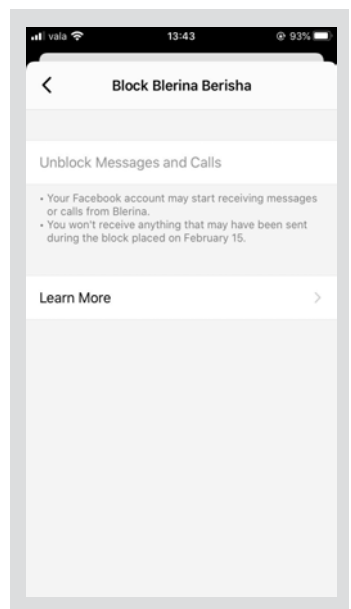 vala 13:43 93%
Block Blerina Berisha
Unblock Messages and Calls
• Your Facebook account may start receiving messages
or calls from Blerina.
• You won't receive anything that may have been sent
during the block placed on February 15.
Learn More